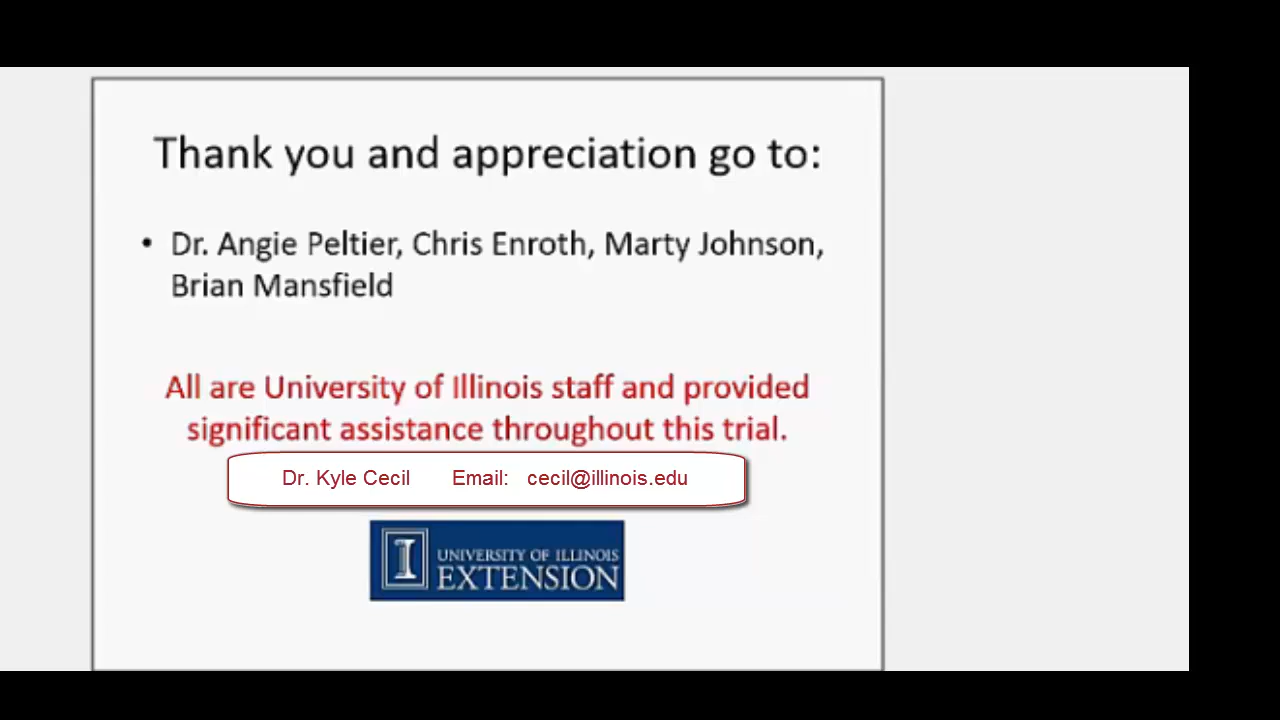 Thank you and appreciation go to:
• Dr. Angie Peltier, Chris Enroth, Marty Johnson,
Brian Mansfield
All are University of Illinois staff and provided
significant assistance throughout this trial.
Dr. Kyle Cecil Email: cecil@illinois.edu
I UNIVERSITY OF ILLINOIS
EXTENSION